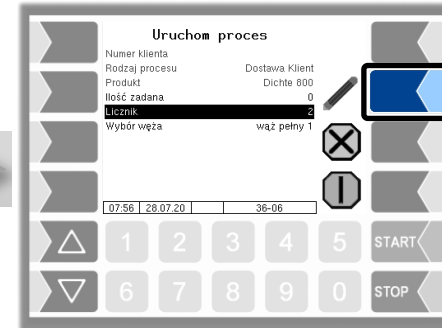 Uruchom proces
Numer klienta
Rodzaj procesu Dostawa Klient
Produkt Dichte 800
Ilość zadana 0
Licznik 2
Wybór węża wąż pełny 1
07:56 28.07.20 36-06
1 2 3 4 5 START
6 7 8 9 0 STOP